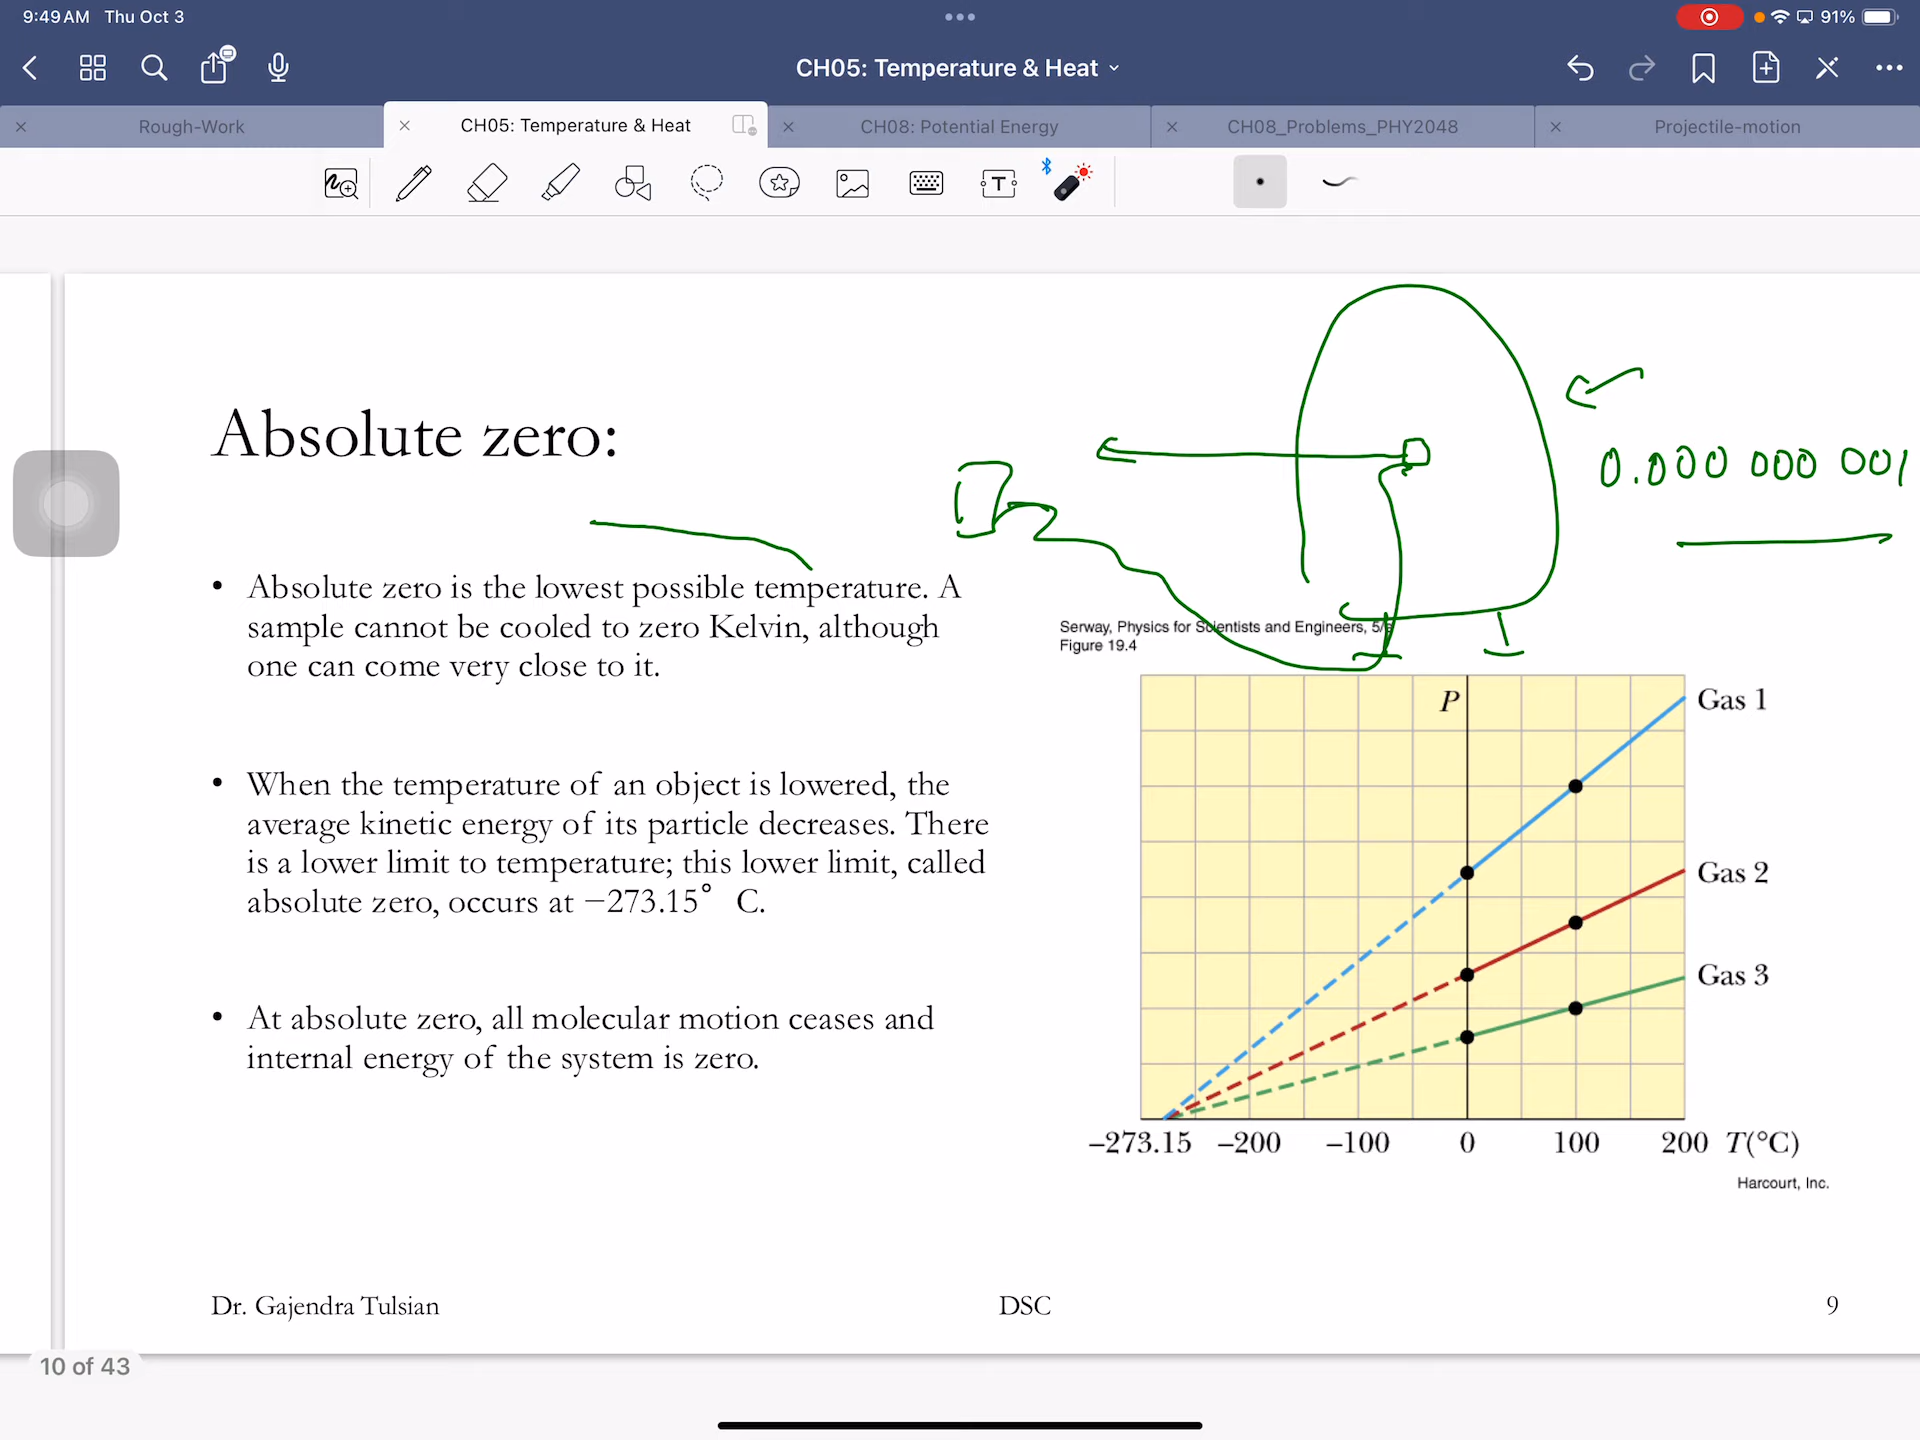 9:49 AM Thu Oct 3
91%
CH05: Temperature & Heat
Rough-Work
CH05: Temperature & Heat
CH08: Potential Energy
CH08_Problems_PHY2048
Projectile-motion
T
Absolute zero:
0.000 000 001
• Absolute zero is the lowest possible temperature. A
sample cannot be cooled to zero Kelvin, although
one can come very close to it.
• When the temperature of an object is lowered, the
average kinetic energy of its particle decreases. There
is a lower limit to temperature; this lower limit, called
absolute zero, occurs at −273.15° C.
• At absolute zero, all molecular motion ceases and
internal energy of the system is zero.
Serway, Physics for Scientists and Engineers, 5/e
Figure 19.4
P
Gas 1
Gas 2
Gas 3
−273.15 −200 −100 0 100 200 T(°C)
Harcourt, Inc.
Dr. Gajendra Tulsian DSC 9
10 of 43